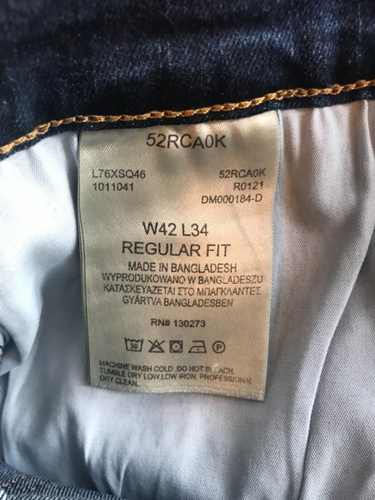 52RCA0K
L76XSQ46 52RCA0K
1011041 R0121
DM000184-D
W42 L34
REGULAR FIT
MADE IN BANGLADESH
WYPRODUKOWANO W BANGLADESZU
ΚΑΤΑΣΚΕΥΑΖΕΤΑΙ ΣΤΟ ΜΠΑΓΚΛΑΝΤΕΣ
GYÁRTVA BANGLADESBEN
RN# 130273
30 P
MACHINE WASH COLD .DO NOT BLEACH.
TUMBLE DRY LOW.LOW IRON. PROFESSIONAL
DRY CLEAN.